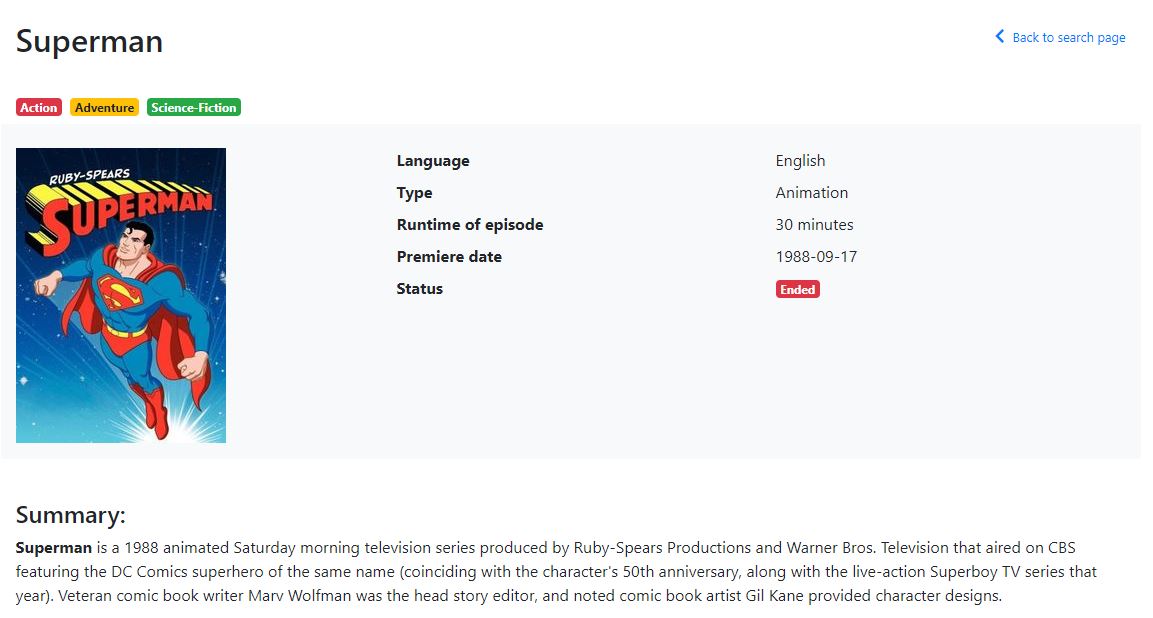 Superman
Back to search page
Action Adventure Science-Fiction
RUBY-SPEARS
SUPERMAN
Language English
Type Animation
Runtime of episode 30 minutes
Premiere date 1988-09-17
Status Ended
Summary:
Superman is a 1988 animated Saturday morning television series produced by Ruby-Spears Productions and Warner Bros. Television that aired on CBS
featuring the DC Comics superhero of the same name (coinciding with the character's 50th anniversary, along with the live-action Superboy TV series that
year). Veteran comic book writer Marv Wolfman was the head story editor, and noted comic book artist Gil Kane provided character designs.